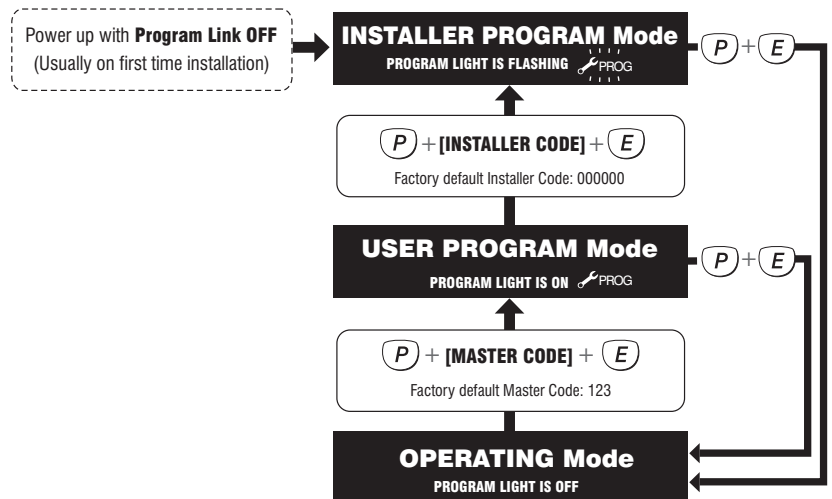 Power up with Program Link OFF
(Usually on first time installation)
INSTALLER PROGRAM Mode
PROGRAM LIGHT IS FLASHING PROG
P + E
P + [INSTALLER CODE] + E
Factory default Installer Code: 000000
USER PROGRAM Mode
PROGRAM LIGHT IS ON PROG
P + E
P + [MASTER CODE] + E
Factory default Master Code: 123
OPERATING Mode
PROGRAM LIGHT IS OFF